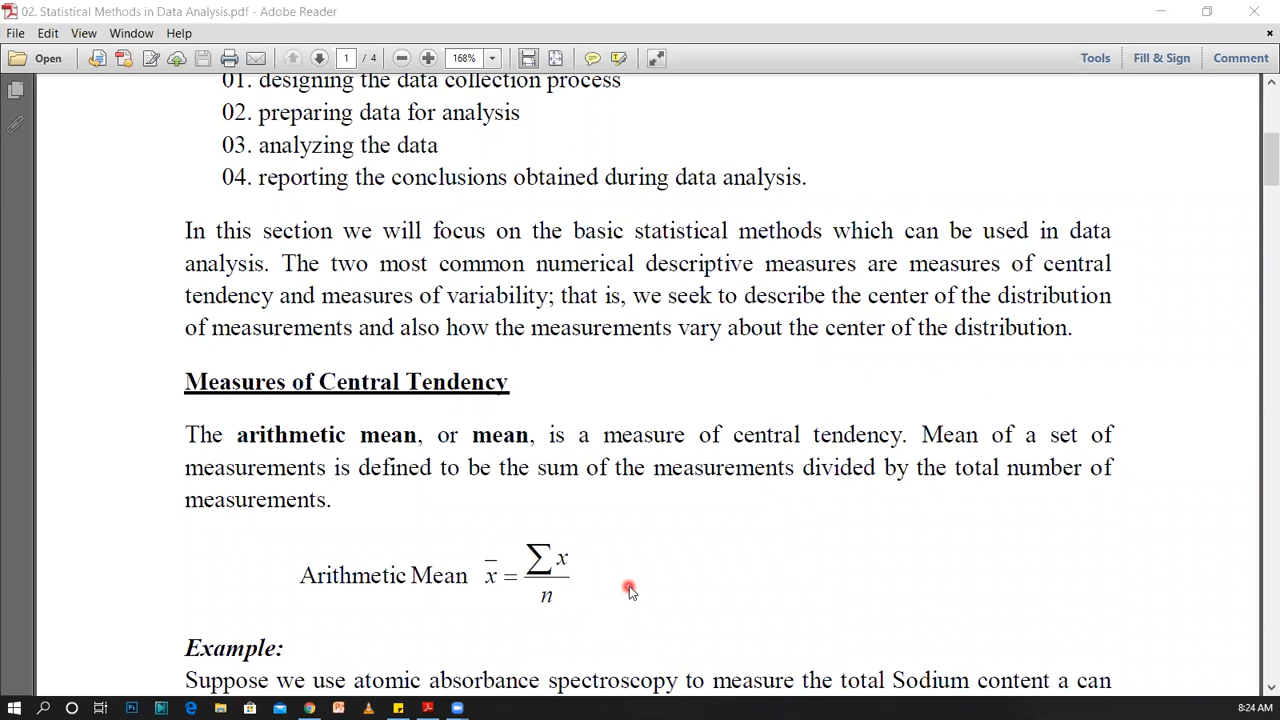 02. Statistical Methods in Data Analysis.pdf - Adobe Reader
File Edit View Window Help
Open 1 / 4 168% Tools Fill & Sign Comment
01. designing the data collection process
02. preparing data for analysis
03. analyzing the data
04. reporting the conclusions obtained during data analysis.
In this section we will focus on the basic statistical methods which can be used in data
analysis. The two most common numerical descriptive measures are measures of central
tendency and measures of variability; that is, we seek to describe the center of the distribution
of measurements and also how the measurements vary about the center of the distribution.
Measures of Central Tendency
The arithmetic mean, or mean, is a measure of central tendency. Mean of a set of
measurements is defined to be the sum of the measurements divided by the total number of
measurements.
Arithmetic Mean x̄ = ∑x / n
Example:
Suppose we use atomic absorbance spectroscopy to measure the total Sodium content a can
8:24 AM